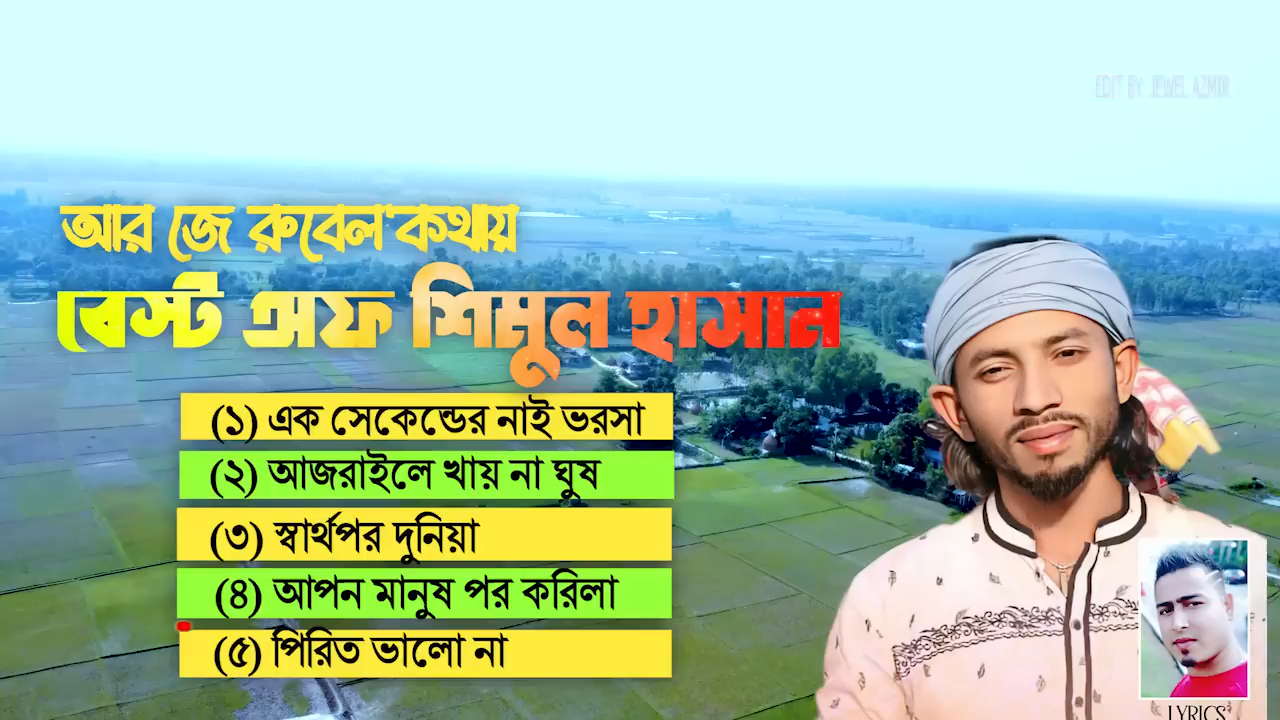 EDIT BY JEWEL AZMIR
আর জে রুবেল'কথায়
বেস্ট অফ শিমুল হাসান
(১) এক সেকেন্ডের নাই ভরসা
(২) আজরাইলে খায় না ঘুষ
(৩) স্বার্থপর দুনিয়া
(৪) আপন মানুষ পর করিলা
(৫) পিরিত ভালো না
LYRICS